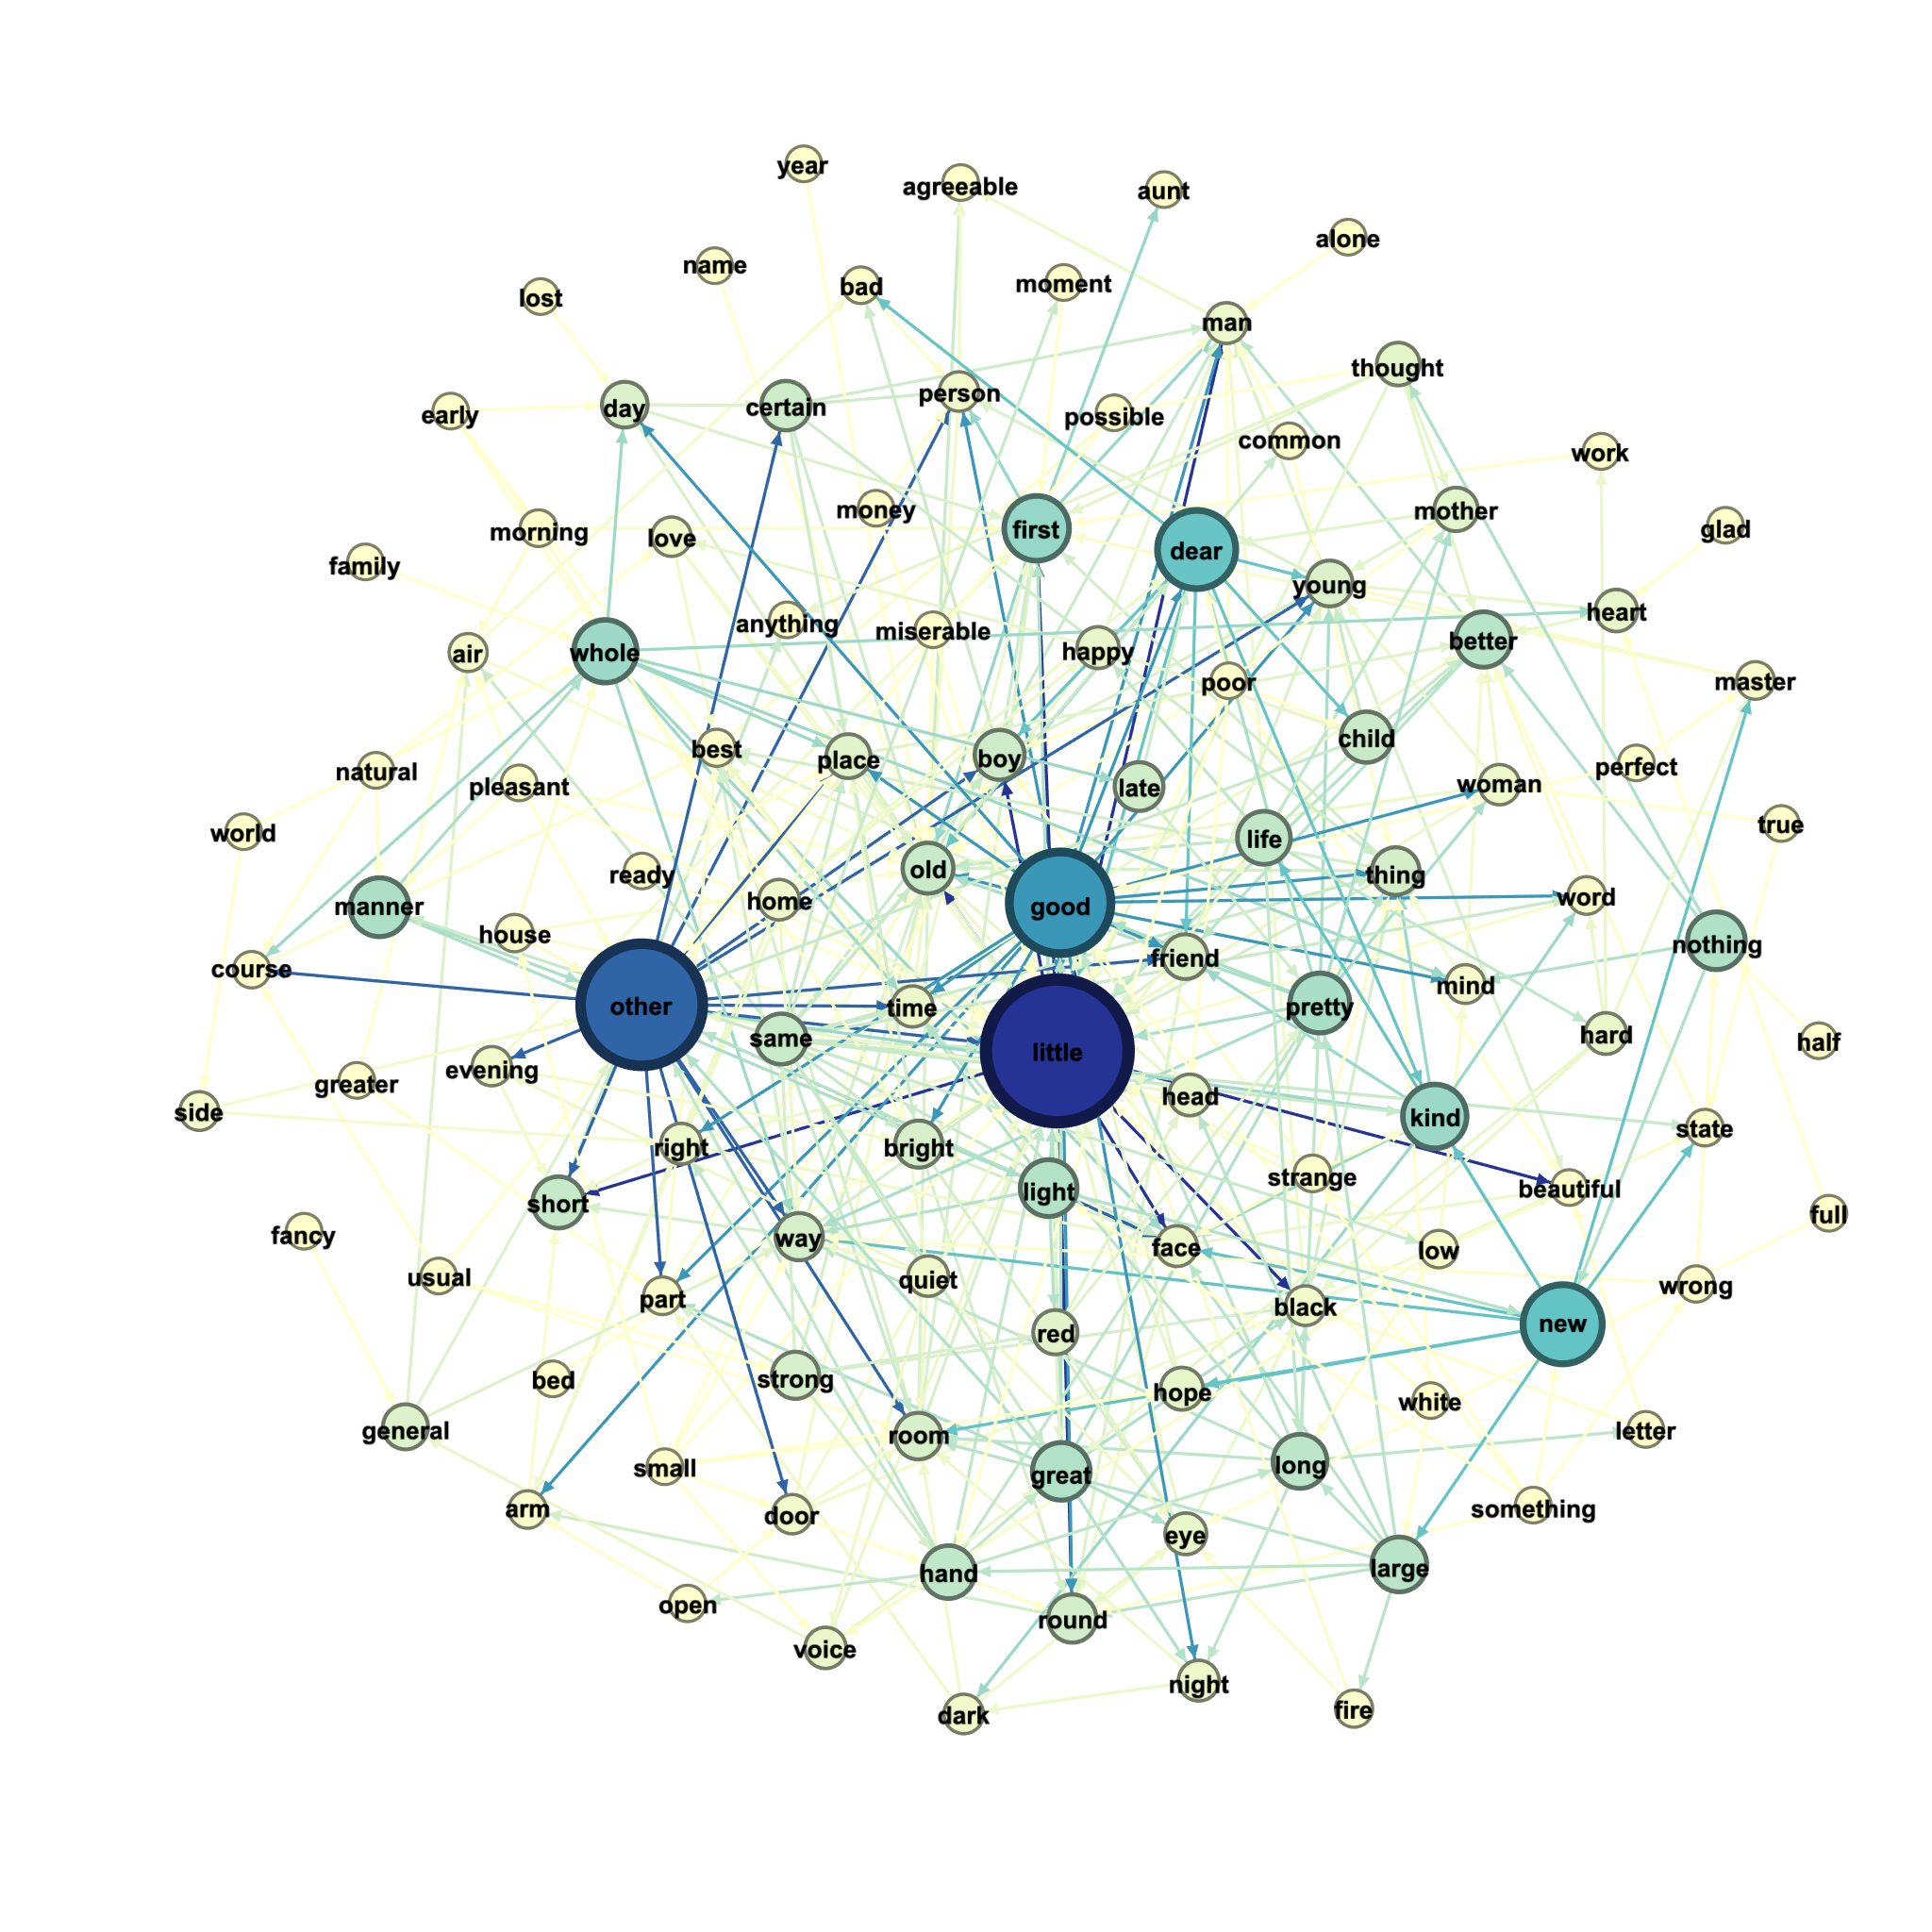 year
agreeable
aunt
alone
name
lost
bad
moment
man
thought
early
day
certain
person
possible
common
work
morning
love
money
first
dear
mother
glad
family
young
heart
air
whole
anything
miserable
happy
better
poor
master
natural
pleasant
best
place
boy
late
child
woman
perfect
world
ready
old
life
thing
true
manner
house
home
good
word
course
other
time
friend
mind
nothing
pretty
hard
half
evening
same
little
greater
side
right
bright
head
kind
state
short
light
strange
beautiful
fancy
way
face
low
full
usual
part
quiet
black
wrong
red
new
bed
strong
hope
white
general
room
long
letter
small
great
arm
door
eye
something
hand
large
open
round
voice
night
dark
fire